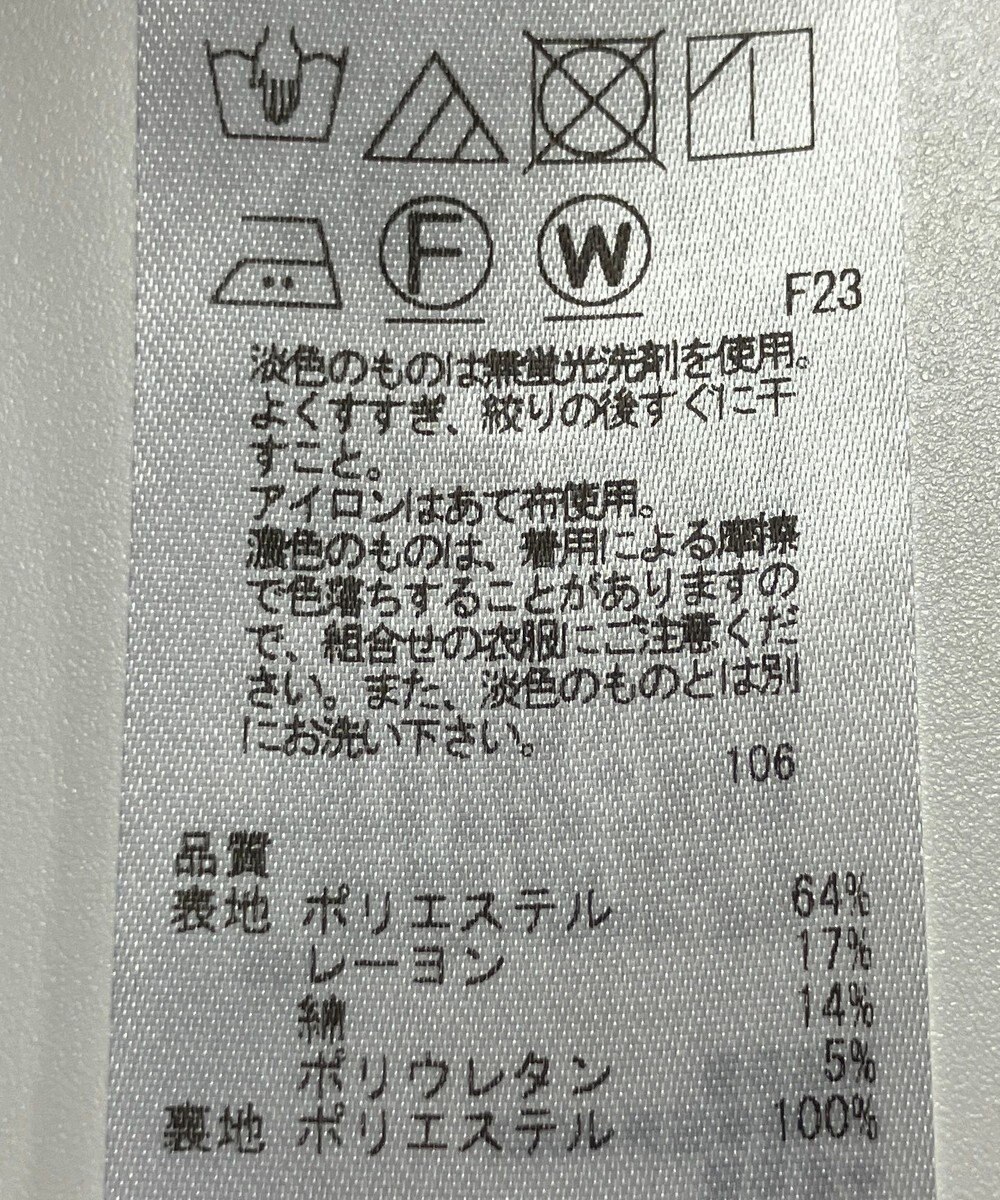 F
W
F23
淡色のものは無蛍光洗剤を使用。
よくすすぎ、絞りの後すぐに干
すこと。
アイロンはあて布使用。
濃色のものは、着用による摩擦
で色落ちすることがありますの
で、組合せの衣服にご注意くだ
さい。また、淡色のものとは別
にお洗い下さい。
106
品質
表地 ポリエステル 64%
レーヨン 17%
綿 14%
ポリウレタン 5%
裏地 ポリエステル 100%